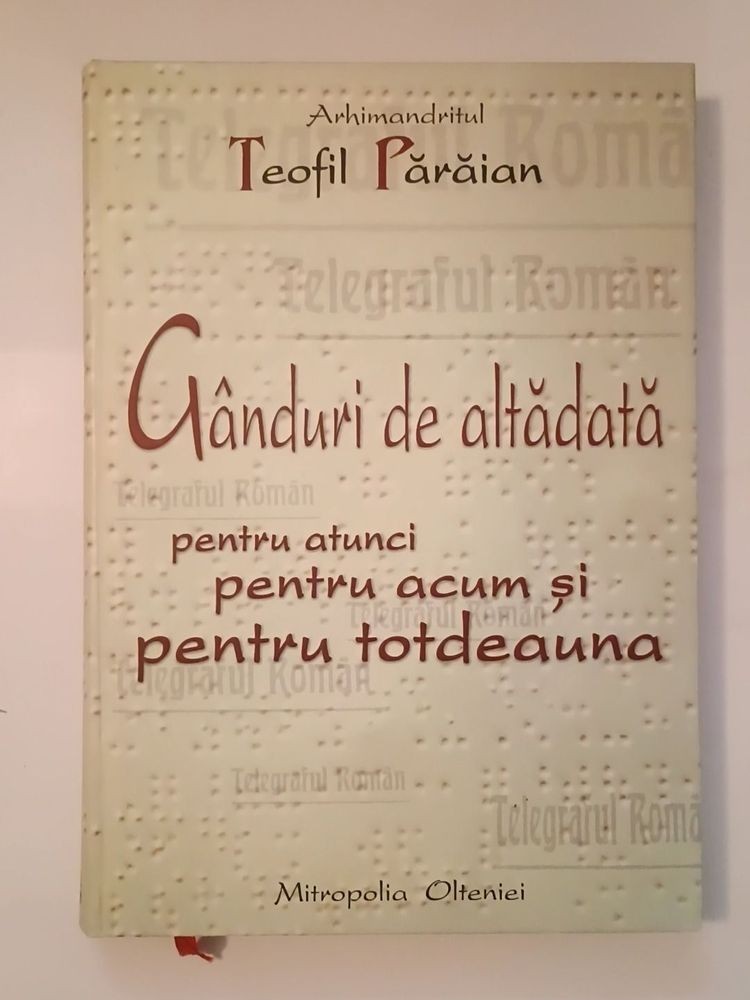 Arhimandritul
Teofil Părăian
Telegraful Român
Telegraful Român
Gânduri de altădată
Telegraful Român
pentru atunci
pentru acum și
Telegraful Român
pentru totdeauna
Telegraful Român
Telegraful Român
Telegraful Româ
Mitropolia Olteniei